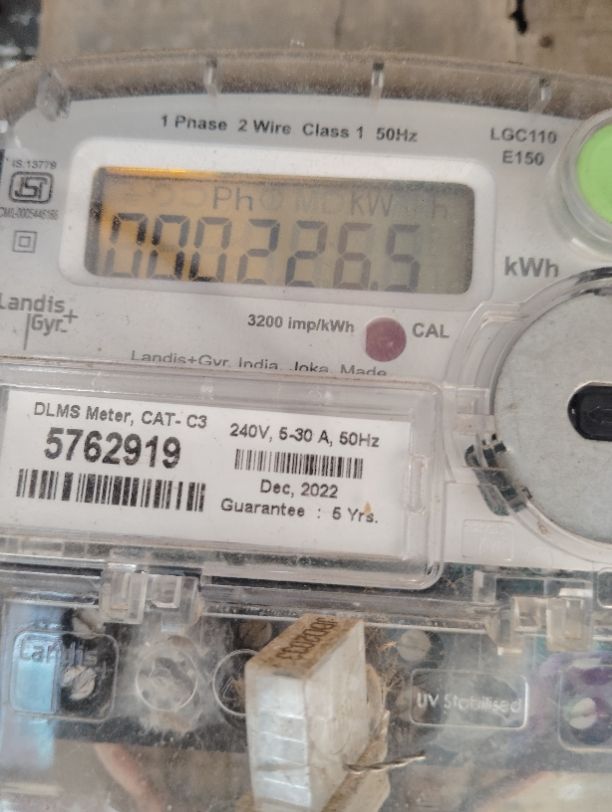 1 Phase 2 Wire Class 1 50Hz
LGC110
E150
IS.13779
ISI
000226.5
kWh
Landis
Gyr+
3200 imp/kWh
CAL
Landis+Gyr, India, Joka, Made
DLMS Meter, CAT- C3
5762919
240V, 5-30 A, 50Hz
Dec, 2022
Guarantee : 5 Yrs.
Landis
UV Stabilised